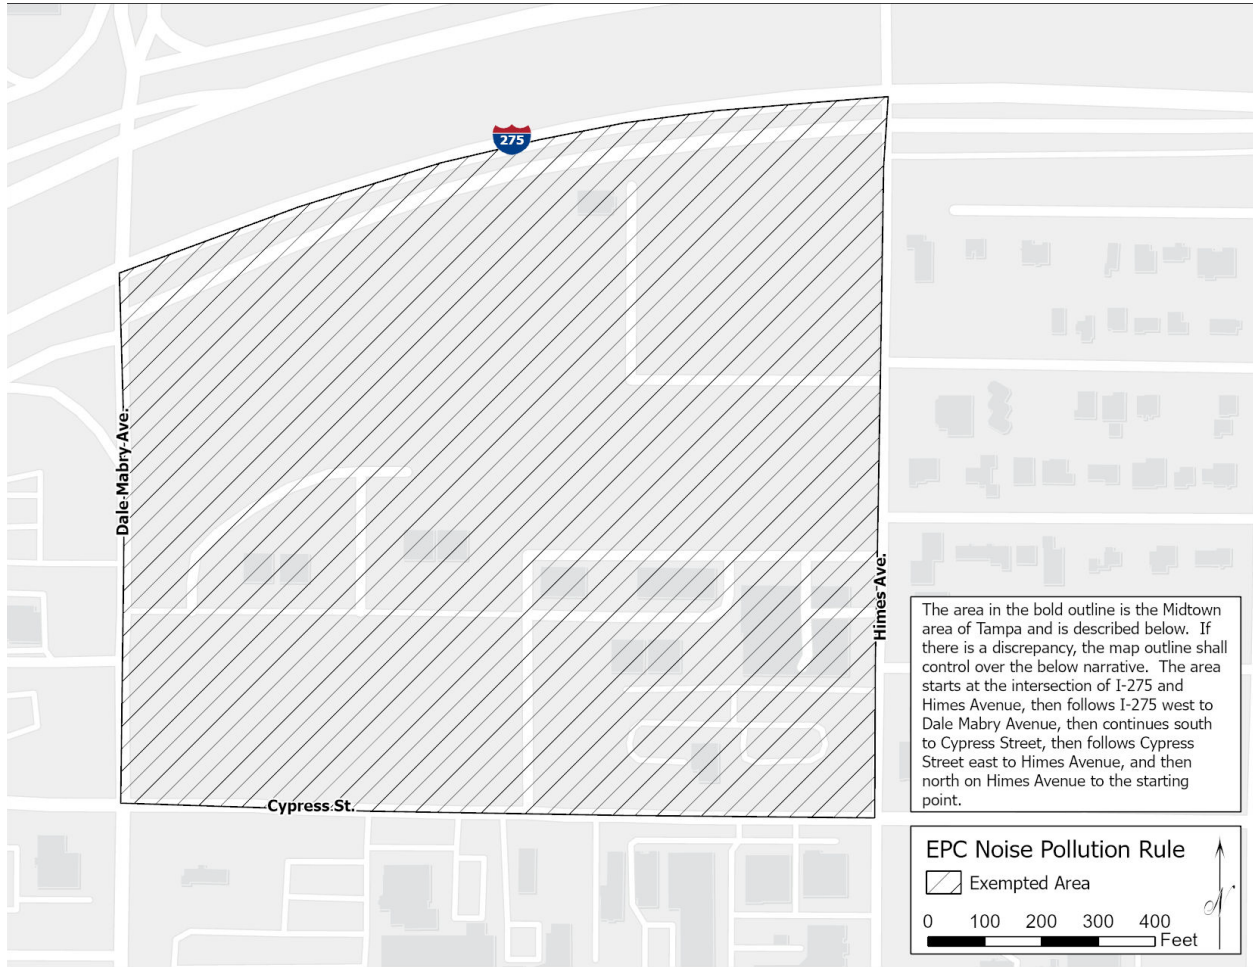 275
Dale Mabry Ave.
Himes Ave.
Cypress St.
The area in the bold outline is the Midtown
area of Tampa and is described below. If
there is a discrepancy, the map outline shall
control over the below narrative. The area
starts at the intersection of I-275 and
Himes Avenue, then follows I-275 west to
Dale Mabry Avenue, then continues south
to Cypress Street, then follows Cypress
Street east to Himes Avenue, and then
north on Himes Avenue to the starting
point.
EPC Noise Pollution Rule
Exempted Area
0 100 200 300 400
Feet
N